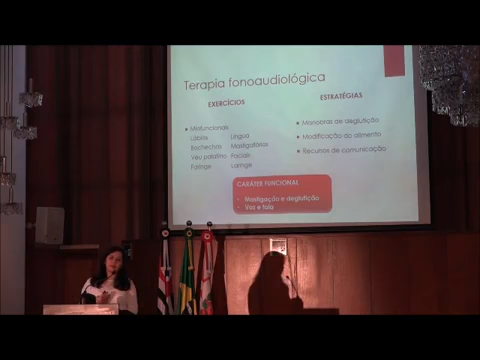 Terapia fonoaudiológica
EXERCÍCIOS
Miofuncionais
Lábios Língua
Bochechas Mastigatórios
Véu palatino Faciais
Faringe Laringe
ESTRATÉGIAS
Manobras de deglutição
Modificação do alimento
Recursos de comunicação
CARÁTER FUNCIONAL
Mastigação e deglutição
Voz e fala